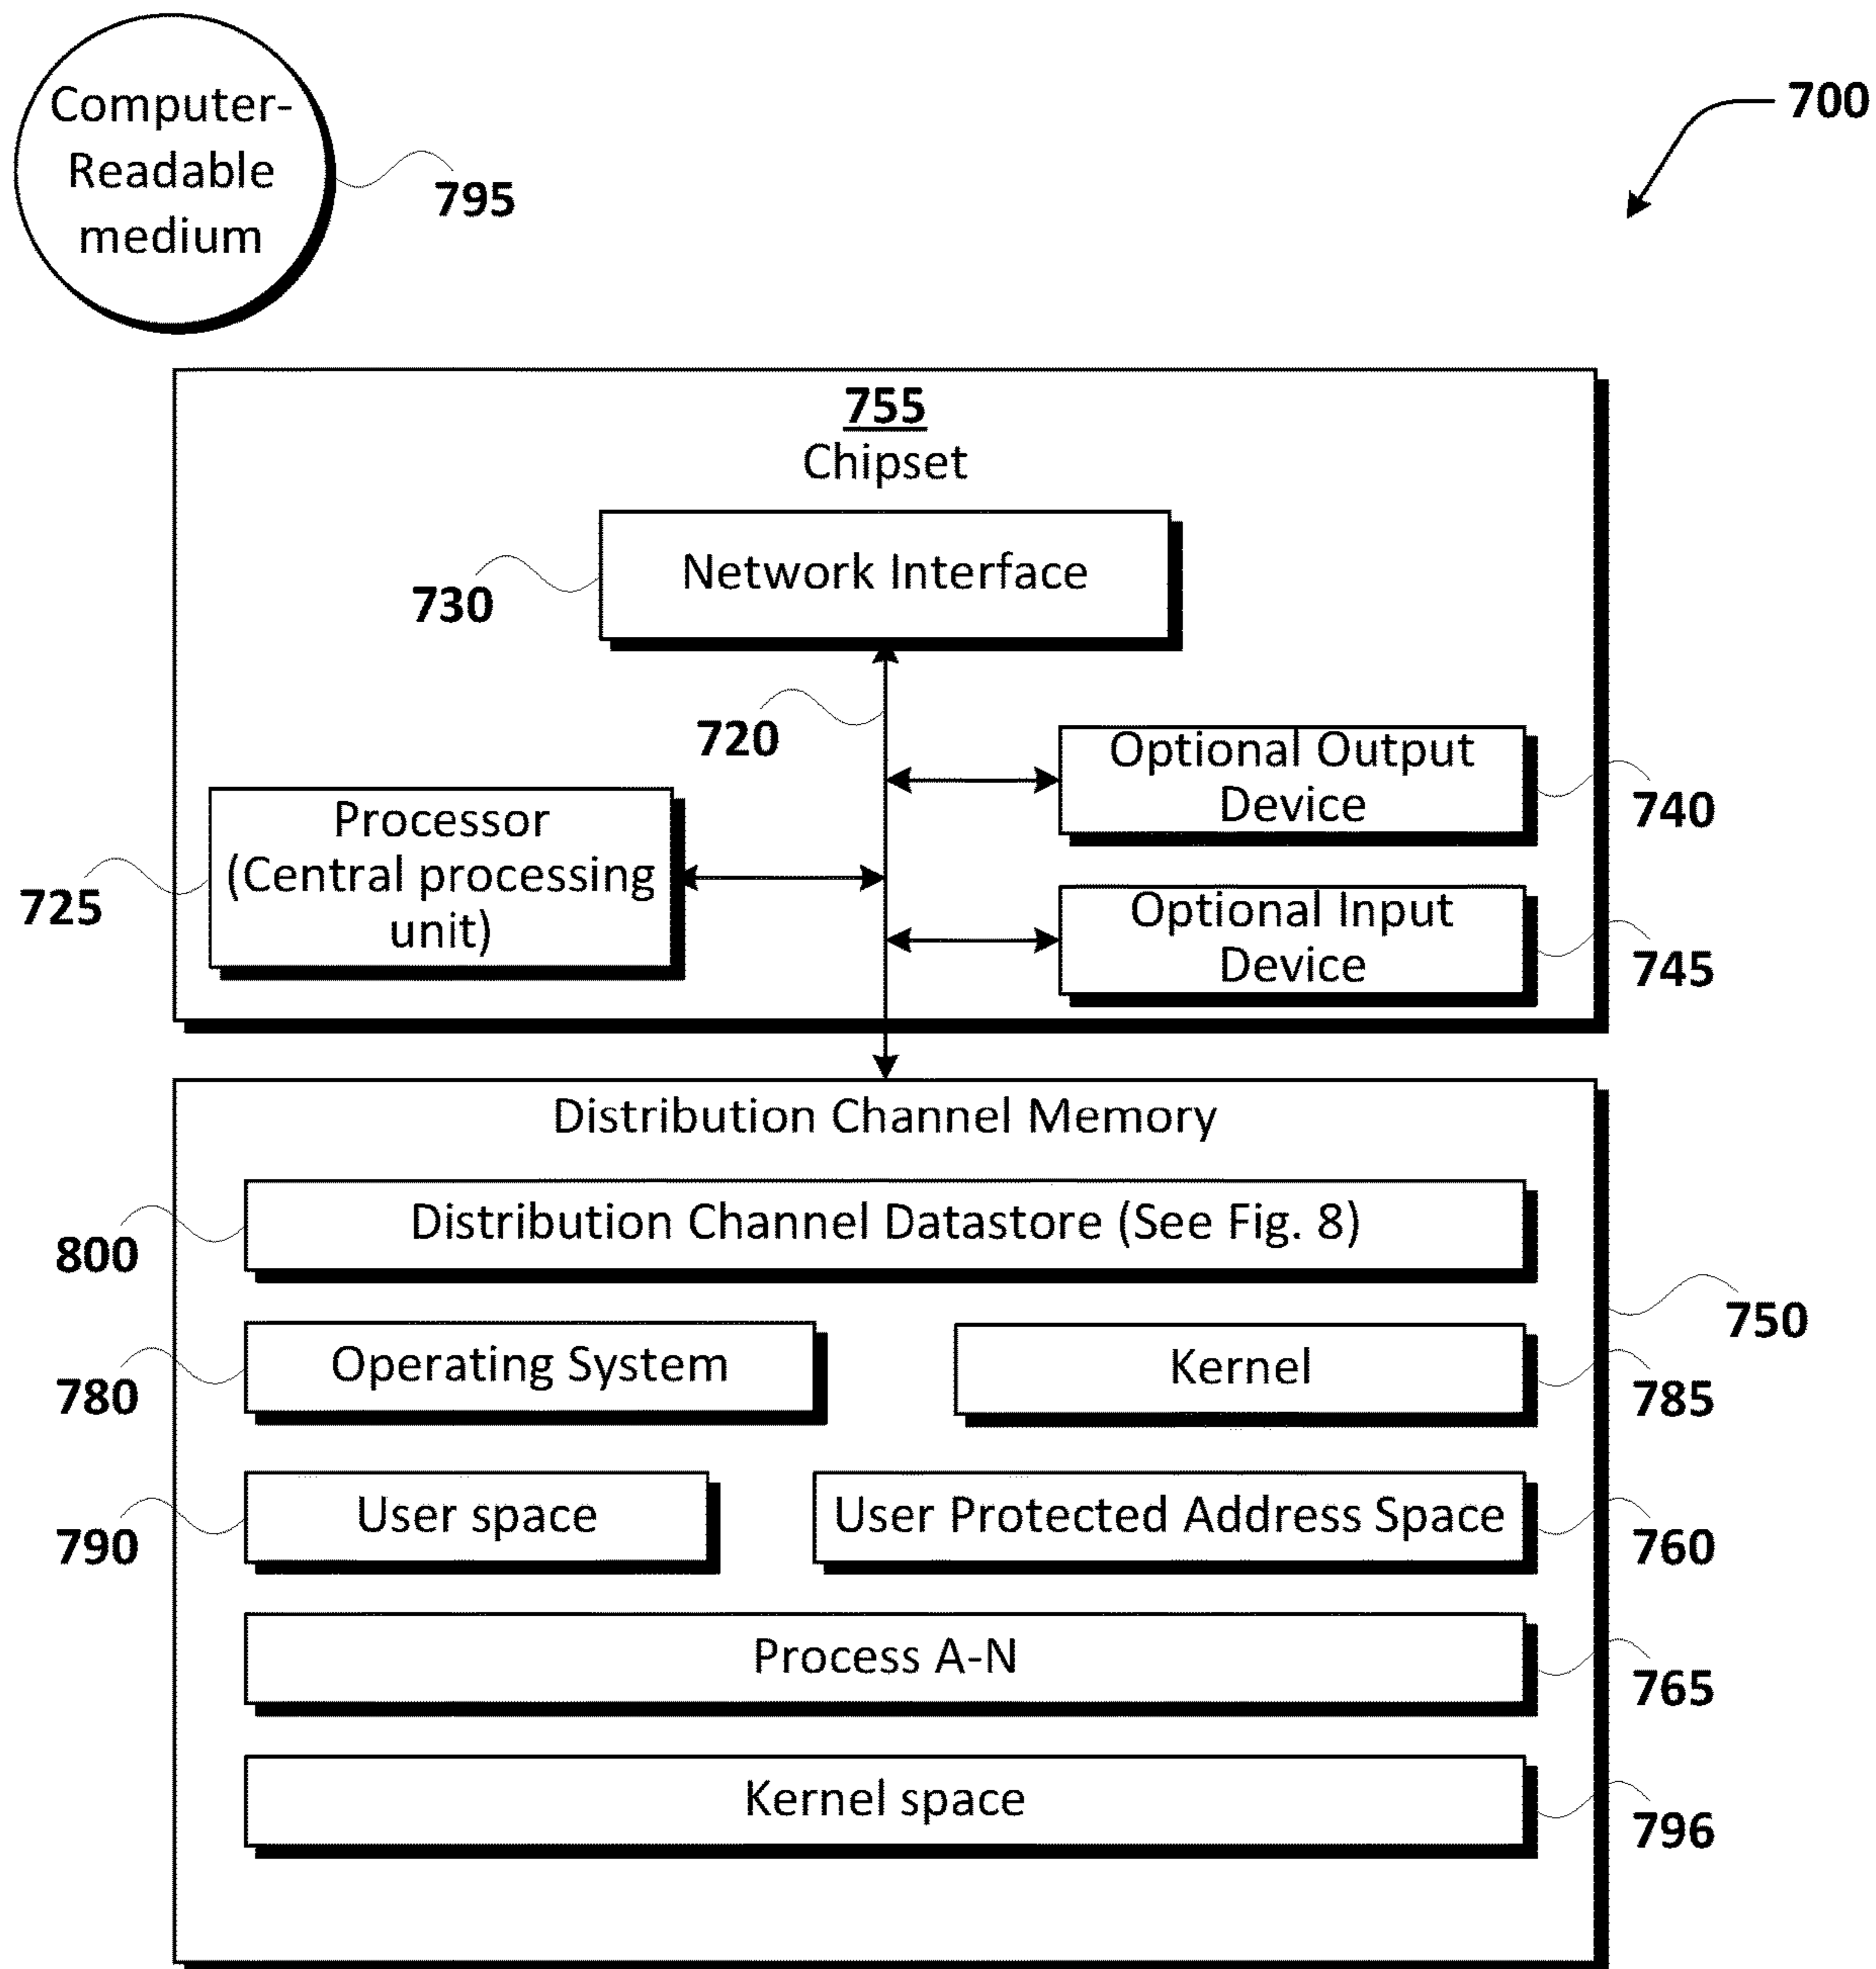 Computer-
Readable
medium
795
700
755
Chipset
Network Interface
730
720
Optional Output
Device
740
Processor
(Central processing
unit)
725
Optional Input
Device
745
Distribution Channel Memory
Distribution Channel Datastore (See Fig. 8)
800
750
Operating System
780
Kernel
785
User space
790
User Protected Address Space
760
Process A-N
765
Kernel space
796